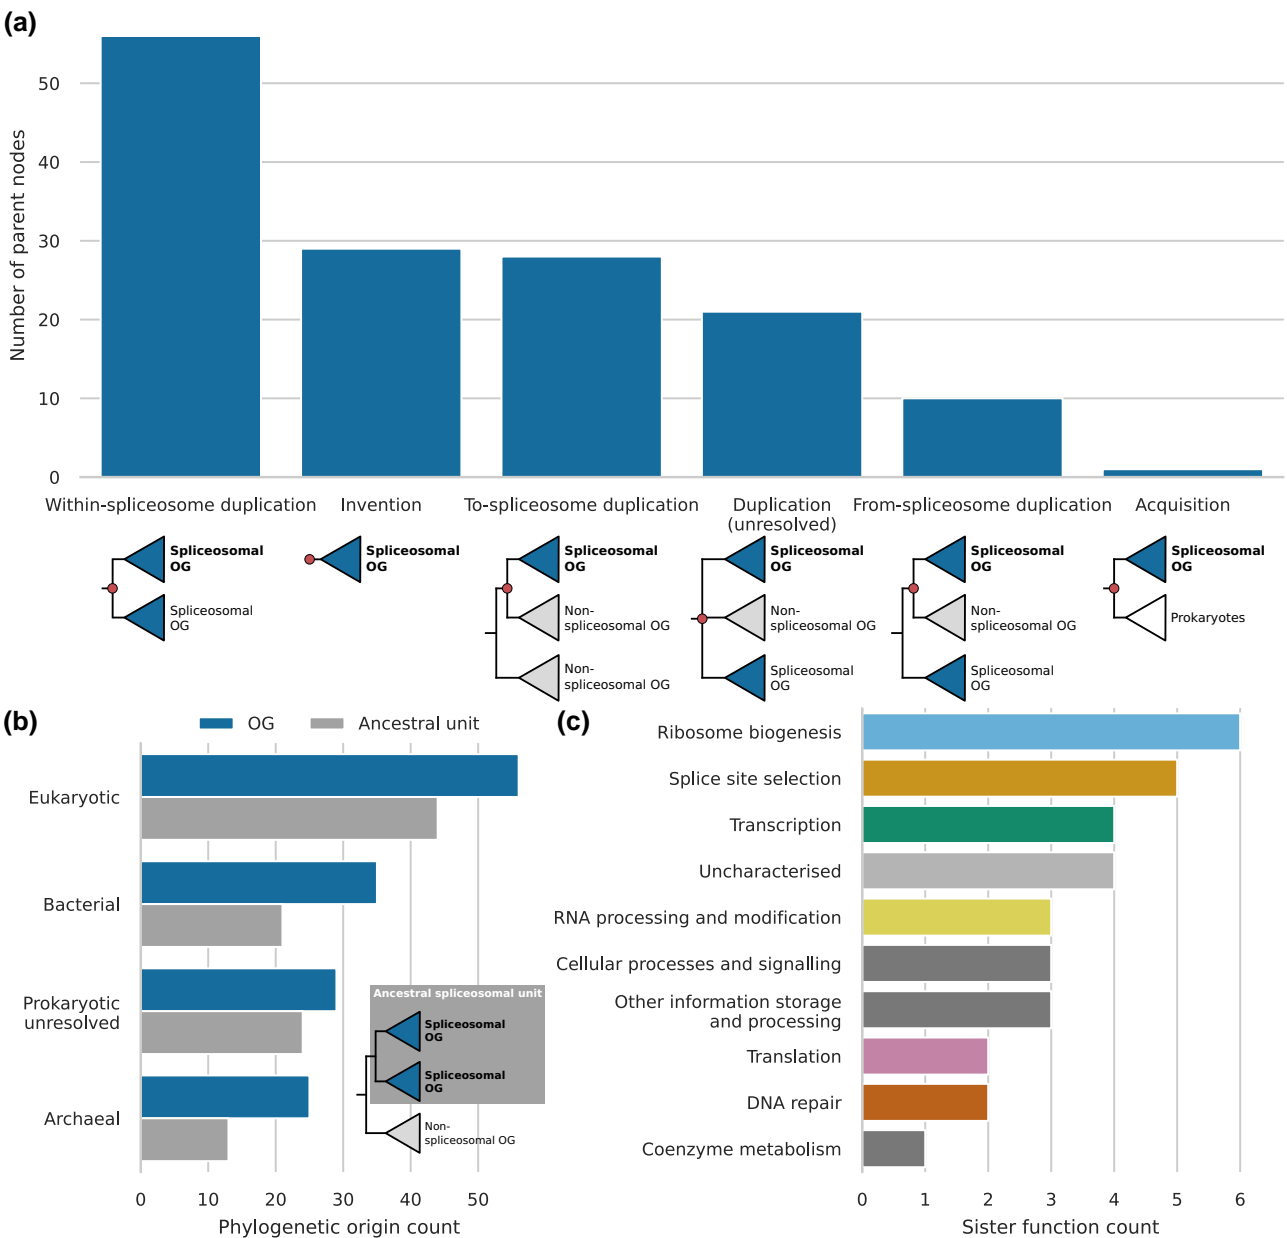 (a)
Number of parent nodes
50
40
30
20
10
0
Within-spliceosome duplication
Invention
To-spliceosome duplication
Duplication
(unresolved)
From-spliceosome duplication
Acquisition
Spliceosomal
OG
Spliceosomal
OG
Spliceosomal
OG
Spliceosomal
OG
Non-
spliceosomal OG
Non-
spliceosomal OG
Spliceosomal
OG
Non-
spliceosomal OG
Spliceosomal
OG
Spliceosomal
OG
Non-
spliceosomal OG
Spliceosomal
OG
Spliceosomal
OG
Prokaryotes
(b)
OG
Ancestral unit
Eukaryotic
Bacterial
Prokaryotic
unresolved
Archaeal
Ancestral spliceosomal unit
Spliceosomal
OG
Spliceosomal
OG
Non-
spliceosomal OG
0 10 20 30 40 50
Phylogenetic origin count
(c)
Ribosome biogenesis
Splice site selection
Transcription
Uncharacterised
RNA processing and modification
Cellular processes and signalling
Other information storage
and processing
Translation
DNA repair
Coenzyme metabolism
0 1 2 3 4 5 6
Sister function count